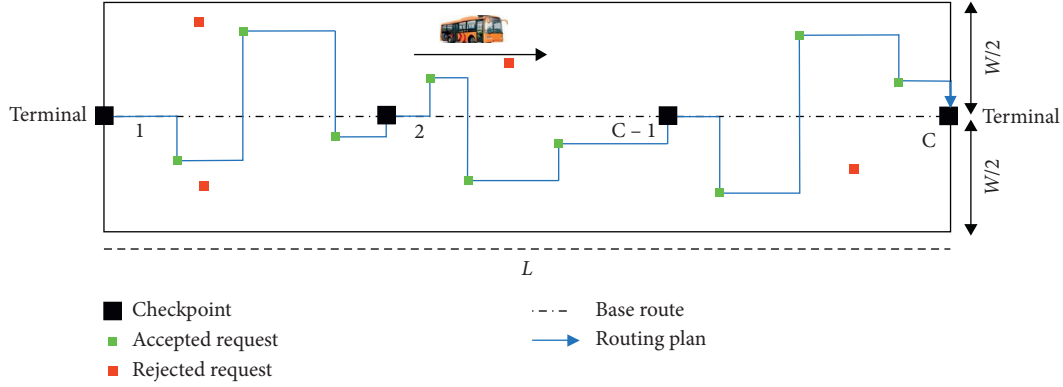 W/2
Terminal
1
2
C – 1
C
Terminal
W/2
L
Checkpoint
Accepted request
Rejected request
Base route
Routing plan